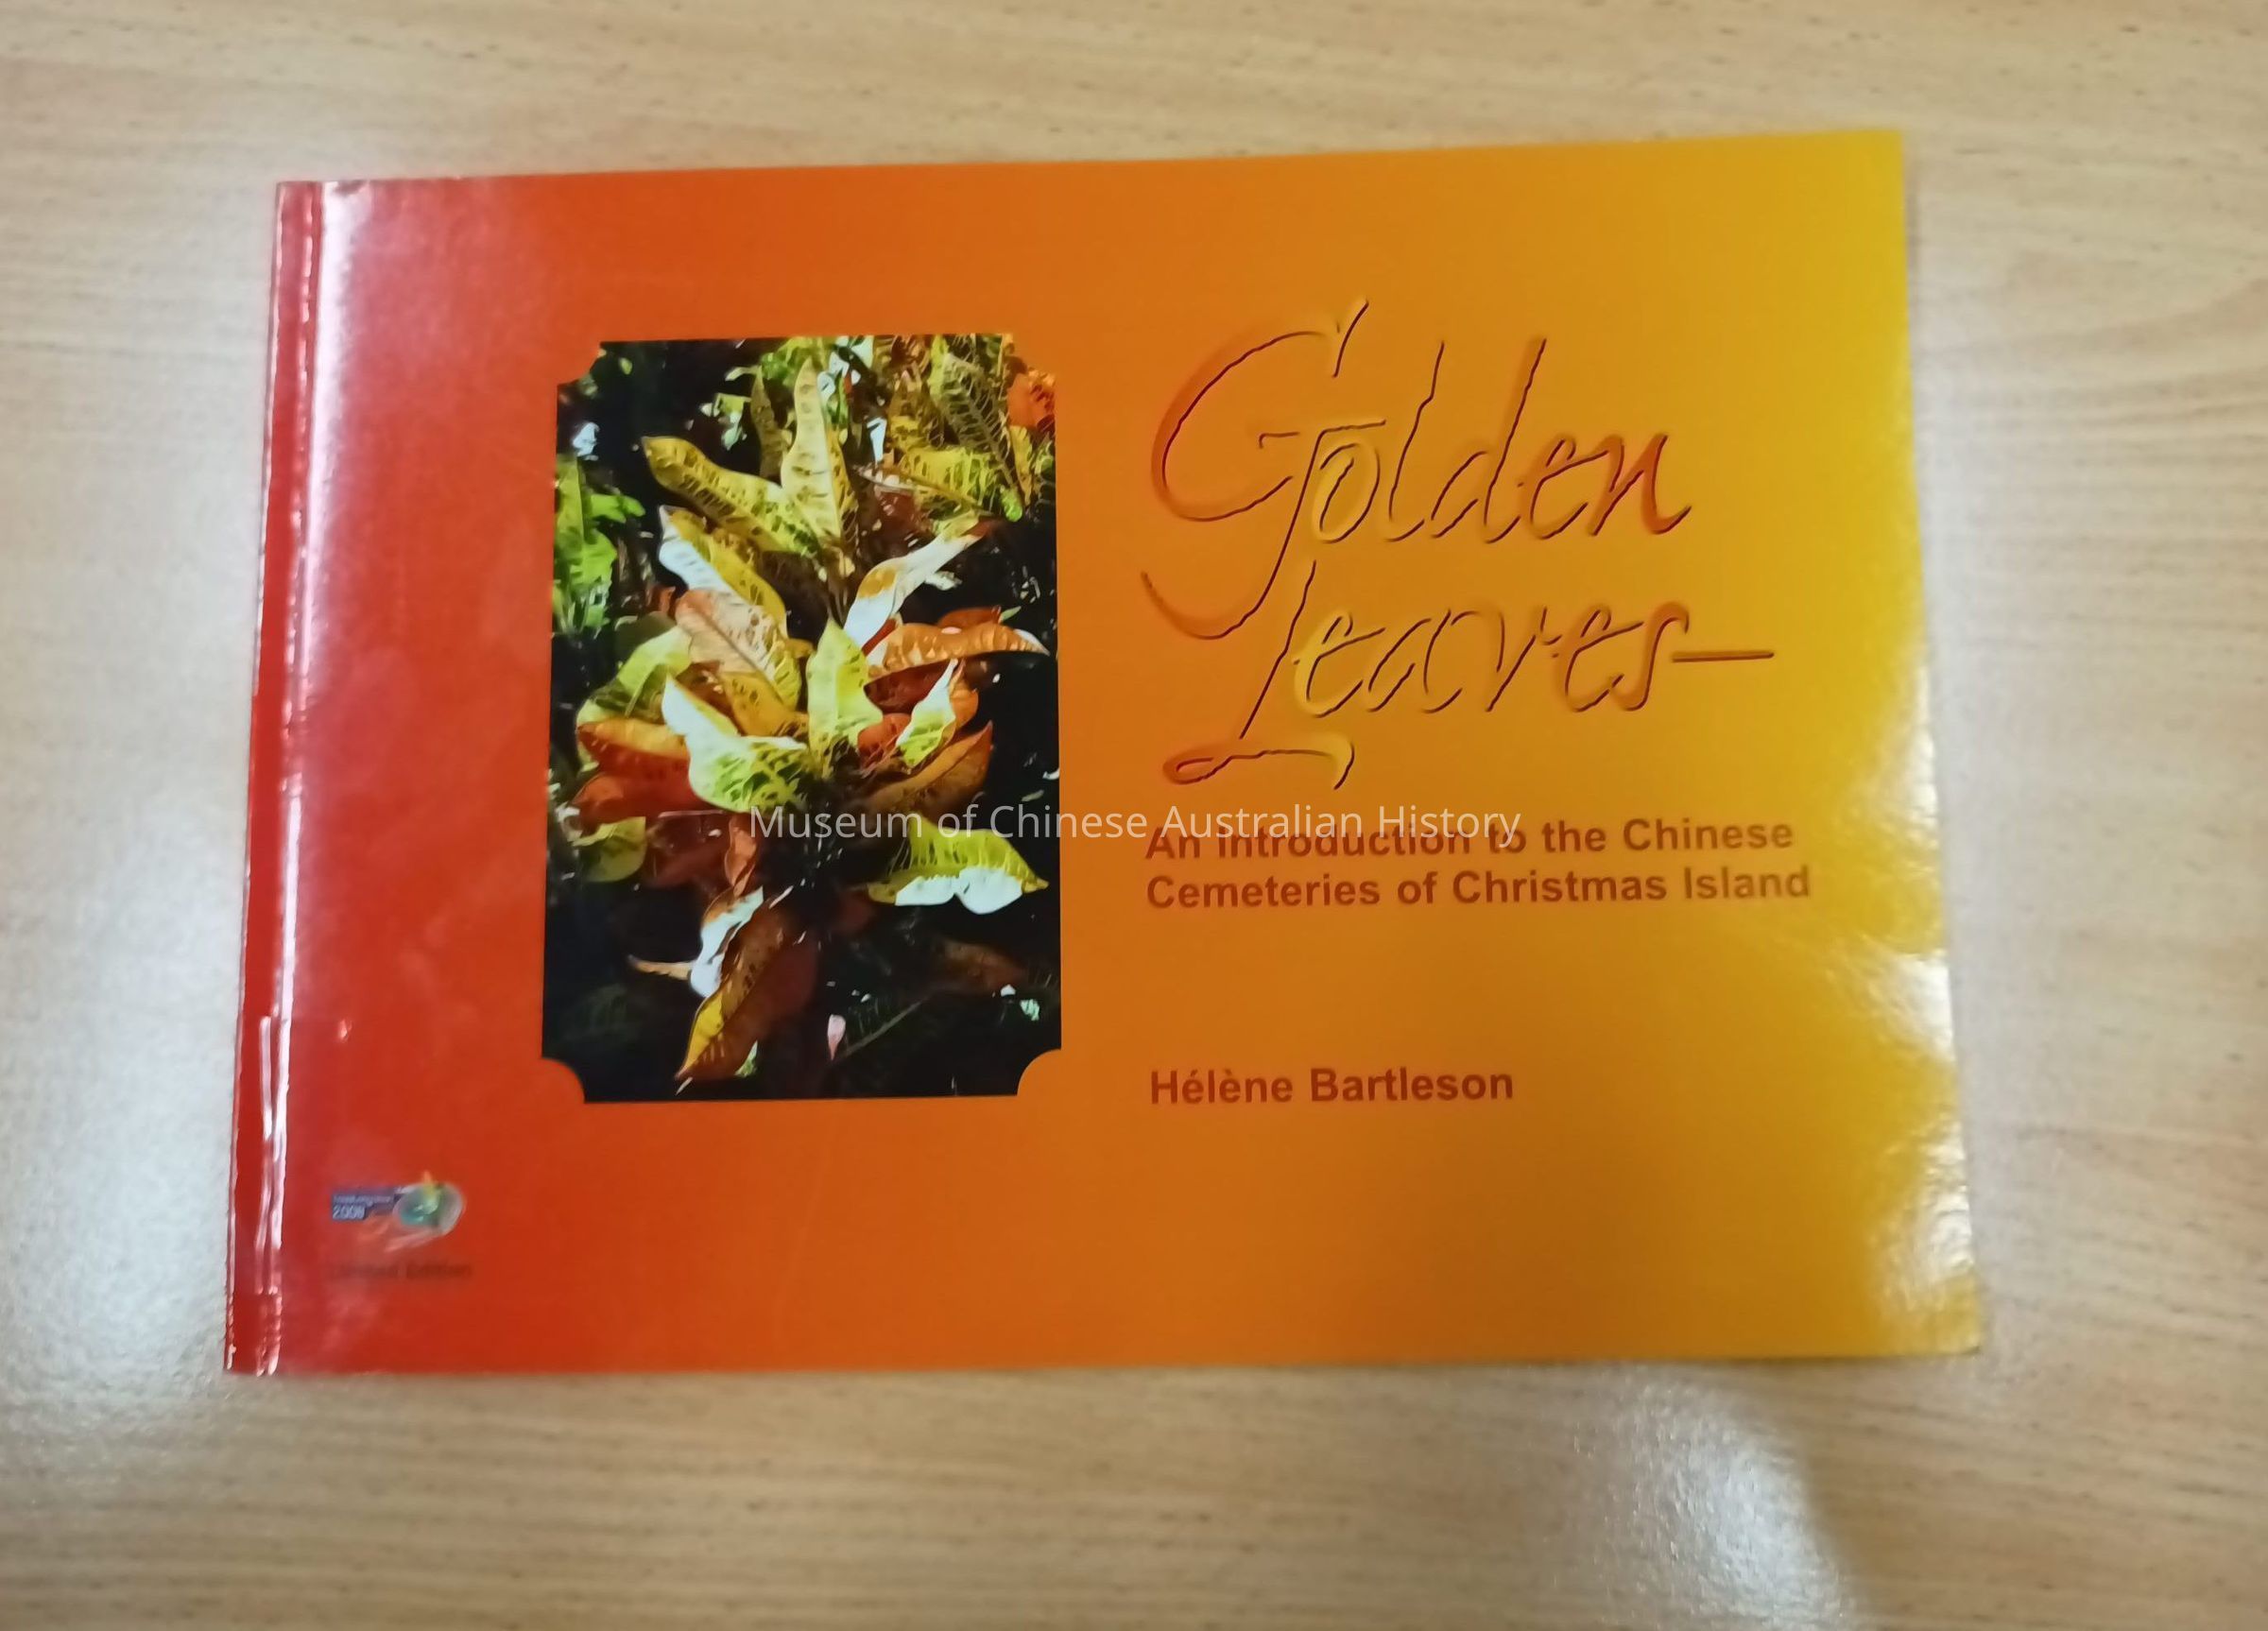 Golden
Leaves—
Museum of Chinese Australian History
An Introduction to the Chinese
Cemeteries of Christmas Island
Hélène Bartleson
2008
Edition